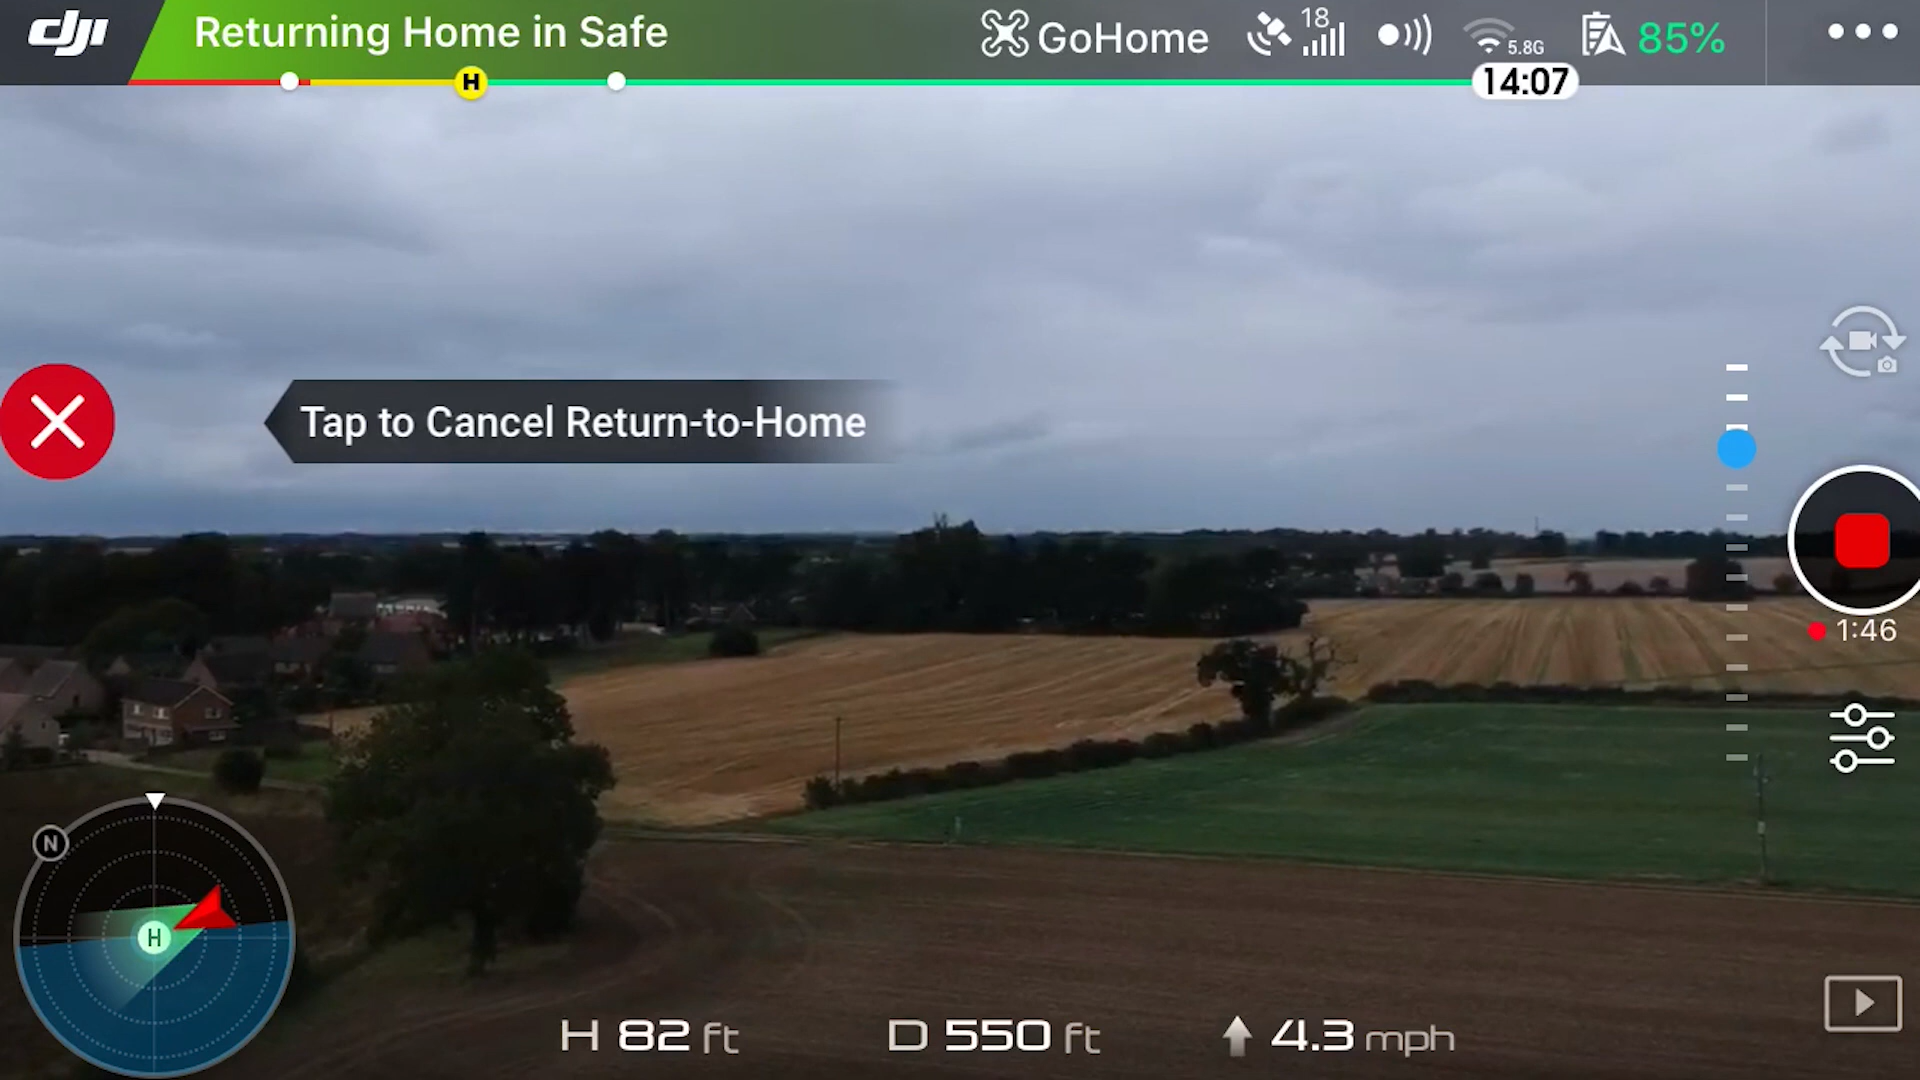 dji
Returning Home in Safe
GoHome
18
5.8G
85%
H
14:07
Tap to Cancel Return-to-Home
1:46
N
H
H 82 ft
D 550 ft
4.3 mph